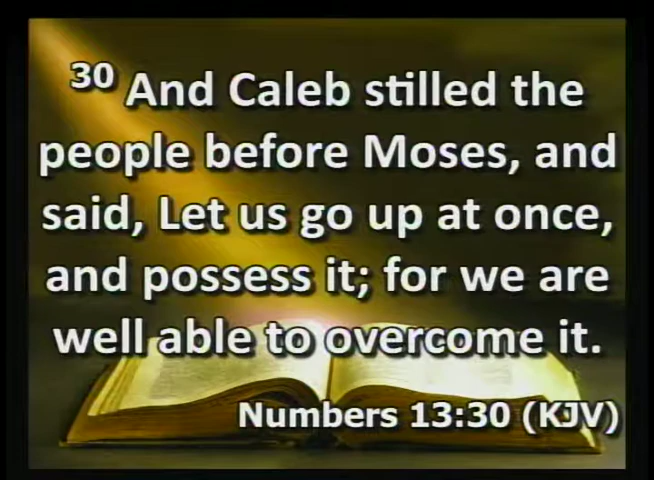 30 And Caleb stilled the
people before Moses, and
said, Let us go up at once,
and possess it; for we are
well able to overcome it.
Numbers 13:30 (KJV)